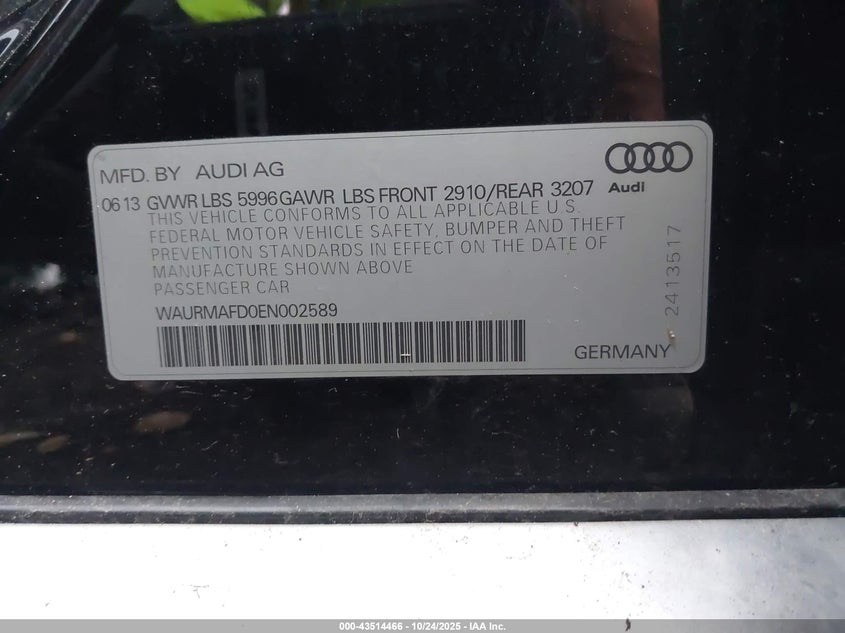 MFD. BY AUDI AG
Audi
06 13 GVWR LBS 5996 GAWR LBS FRONT 2910/REAR 3207
THIS VEHICLE CONFORMS TO ALL APPLICABLE U.S.
FEDERAL MOTOR VEHICLE SAFETY, BUMPER AND THEFT
PREVENTION STANDARDS IN EFFECT ON THE DATE OF
MANUFACTURE SHOWN ABOVE
PASSENGER CAR
WAURMAFD0EN002589
GERMANY
2413517
000-43514466 - 10/24/2025 - IAA Inc.